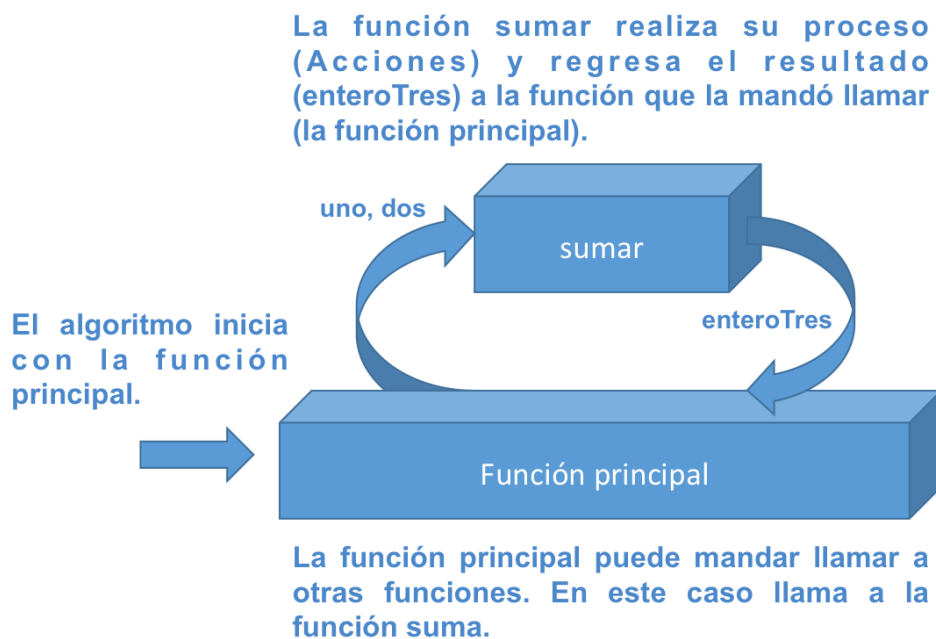 La función sumar realiza su proceso
(Acciones) y regresa el resultado
(enteroTres) a la función que la mandó llamar
(la función principal).
uno, dos
sumar
enteroTres
El algoritmo inicia
con la función
principal.
Función principal
La función principal puede mandar llamar a
otras funciones. En este caso llama a la
función suma.